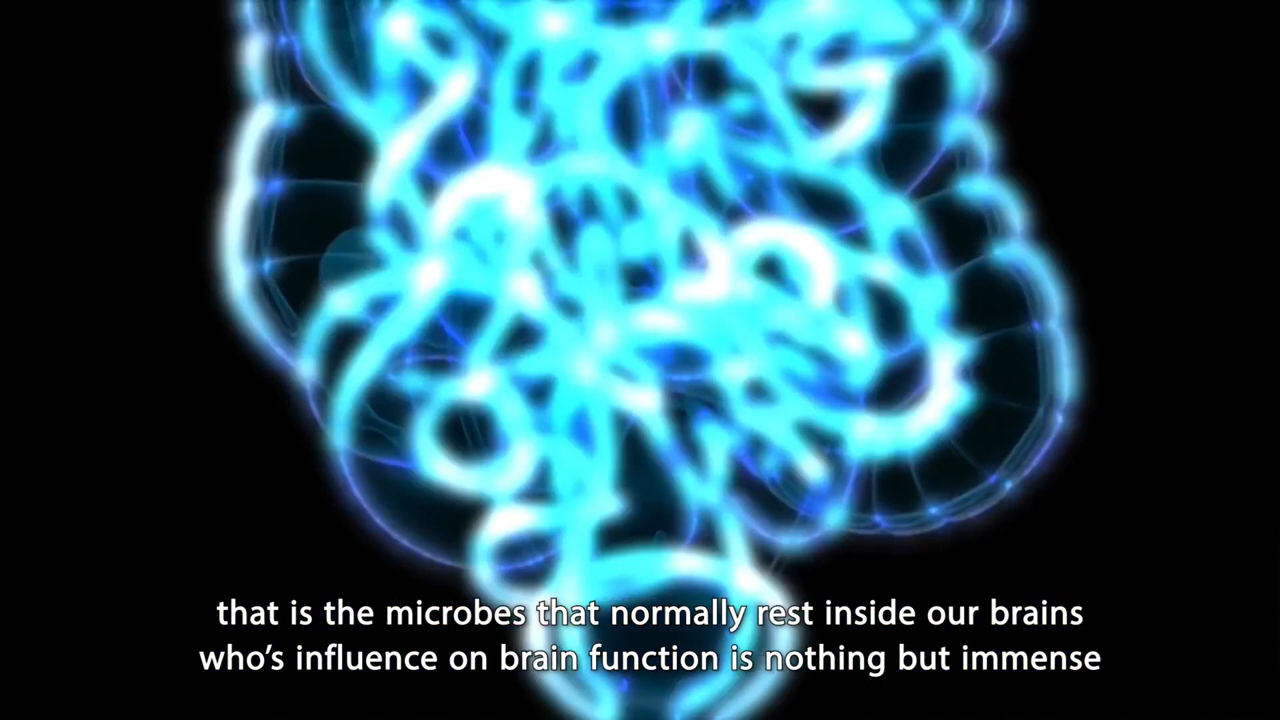 that is the microbes that normally rest inside our brains
who's influence on brain function is nothing but immense